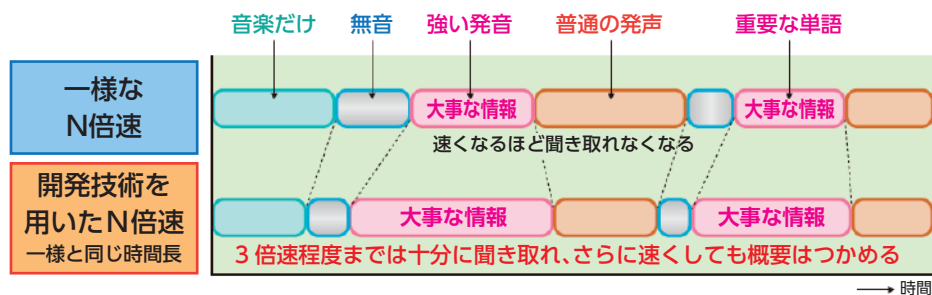 音楽だけ
無音
強い発音
普通の発声
重要な単語
一様な
N倍速
大事な情報
大事な情報
速くなるほど聞き取れなくなる
開発技術を
用いたN倍速
一様と同じ時間長
大事な情報
大事な情報
3倍速程度までは十分に聞き取れ、さらに速くしても概要はつかめる
時間